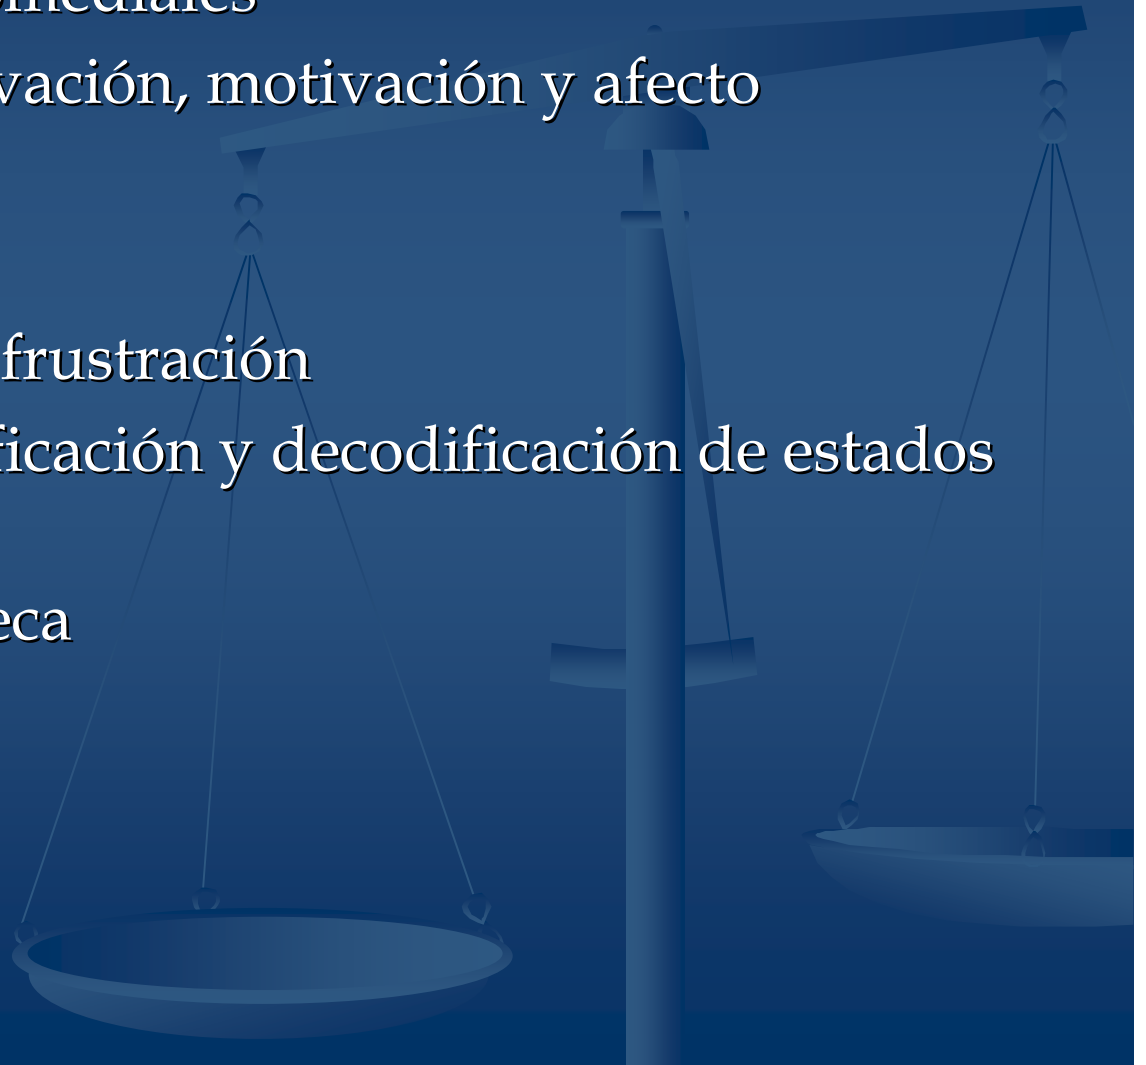 vación, motivación y afecto
frustración
ficación y decodificación de estados
eca